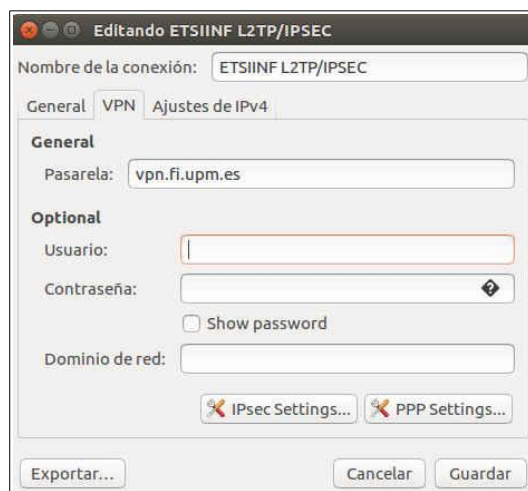 Editando ETSIINF L2TP/IPSEC
Nombre de la conexión: ETSIINF L2TP/IPSEC
General VPN Ajustes de IPv4
General
Pasarela: vpn.fi.upm.es
Optional
Usuario:
Contraseña:
Show password
Dominio de red:
IPsec Settings... PPP Settings...
Exportar... Cancelar Guardar